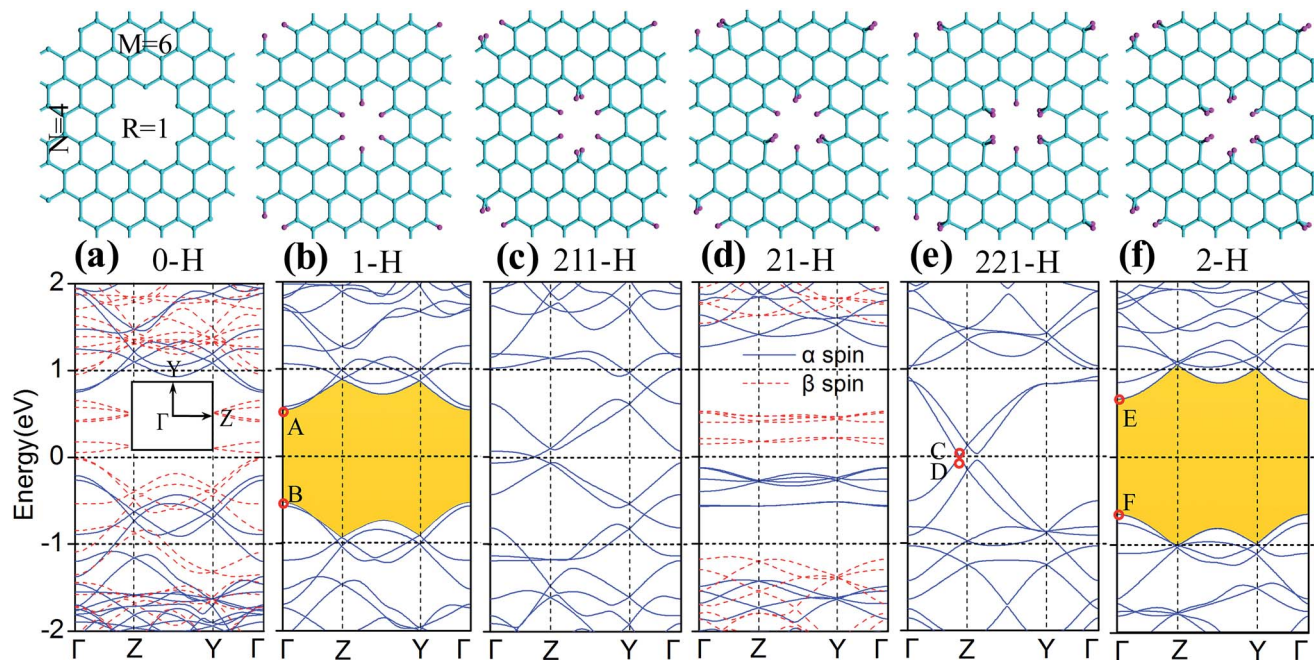 M=6
N=4
R=1
(a) 0-H
(b) 1-H
(c) 211-H
(d) 21-H
(e) 221-H
(f) 2-H
Energy(eV)
2
1
0
-1
-2
Y
Γ
Z
A
B
α spin
β spin
C
D
E
F
Γ Z Y Γ
Γ Z Y Γ
Γ Z Y Γ
Γ Z Y Γ
Γ Z Y Γ
Γ Z Y Γ